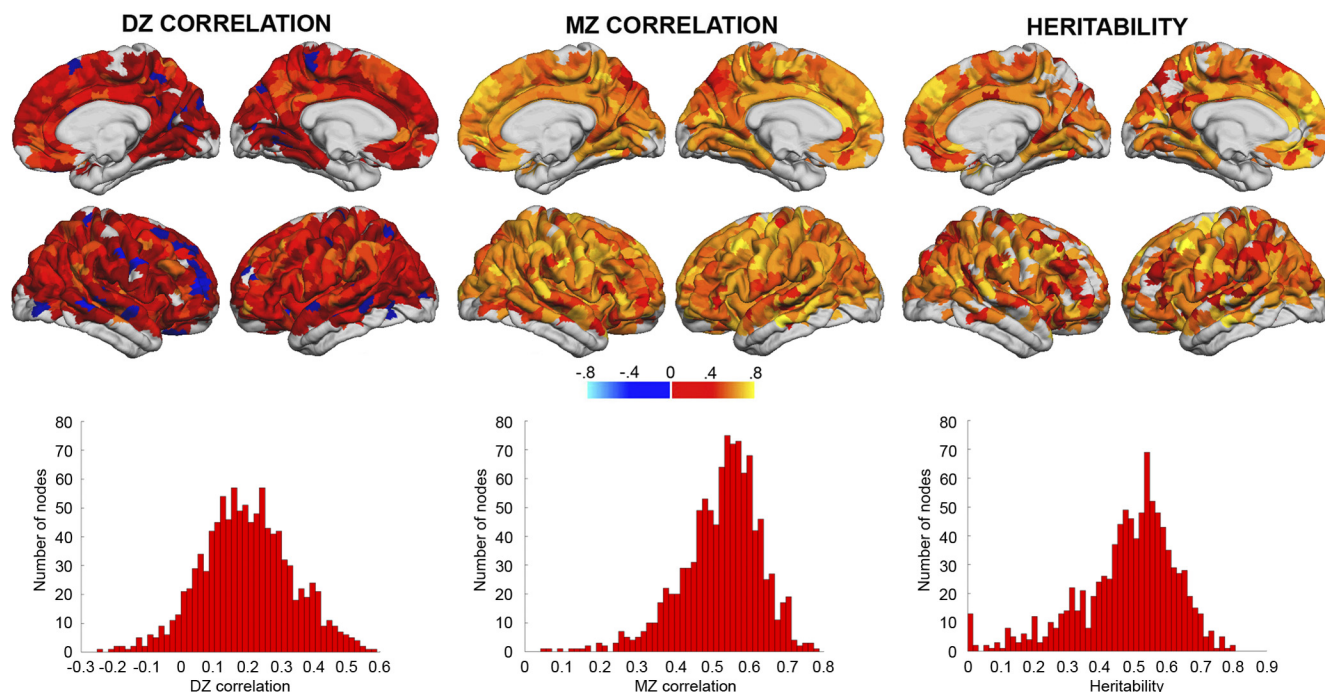 DZ CORRELATION MZ CORRELATION HERITABILITY
-.8 -.4 0 .4 .8
80
70
60
50
40
30
20
10
0
Number of nodes
-0.3 -0.2 -0.1 0 0.1 0.2 0.3 0.4 0.5 0.6
DZ correlation
80
70
60
50
40
30
20
10
0
Number of nodes
0 0.1 0.2 0.3 0.4 0.5 0.6 0.7 0.8 0.9
MZ correlation
80
70
60
50
40
30
20
10
0
Number of nodes
0 0.1 0.2 0.3 0.4 0.5 0.6 0.7 0.8 0.9
Heritability